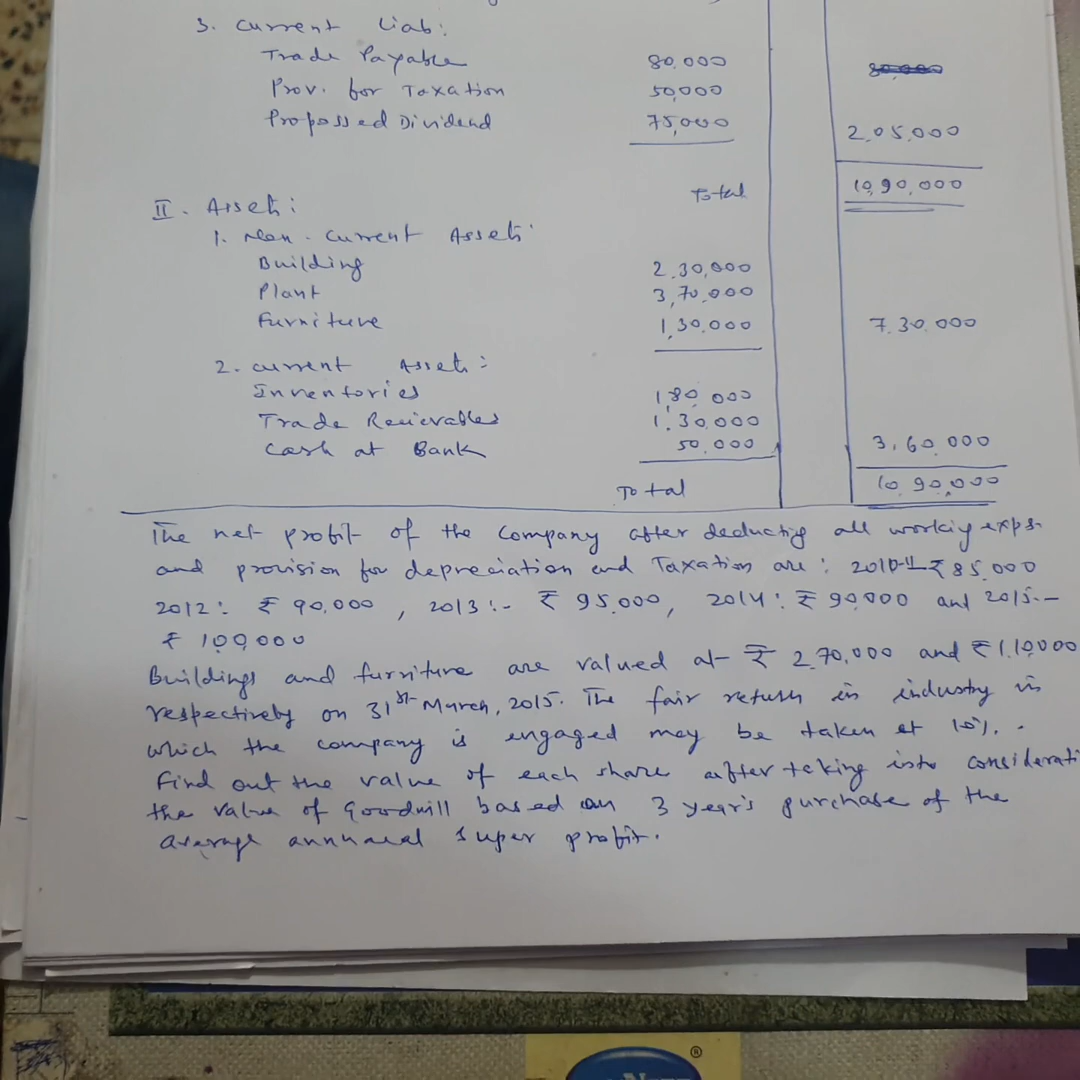 3. Current Liab:
Trade Payable 80,000 80,000
Prov. for Taxation 50,000
Propossed Dividend 75,000 2,05,000
Total 10,90,000
II. Assets:
1. Non-Current Assets:
Building 2,30,000
Plant 3,70,000
Furniture 1,30,000 7,30,000
2. Current Assets:
Inventories 1,80,000
Trade Recievables 1,30,000
Cash at Bank 50,000 3,60,000
Total 10,90,000
The net profit of the Company after deducting all working exps.
and provision for depreciation and Taxation are: 2011 ₹ 85,000
2012: ₹ 90,000, 2013:- ₹ 95,000, 2014: ₹ 90,000 and 2015:-
₹ 1,00,000
Buildings and furniture are valued at ₹ 2,70,000 and ₹ 1,10,000
respectively on 31st March, 2015. The fair return in industry in
which the company is engaged may be taken at 10%.
Find out the value of each share after taking into considerati
the value of Goodwill based on 3 year's purchase of the
average annual super profit.
®